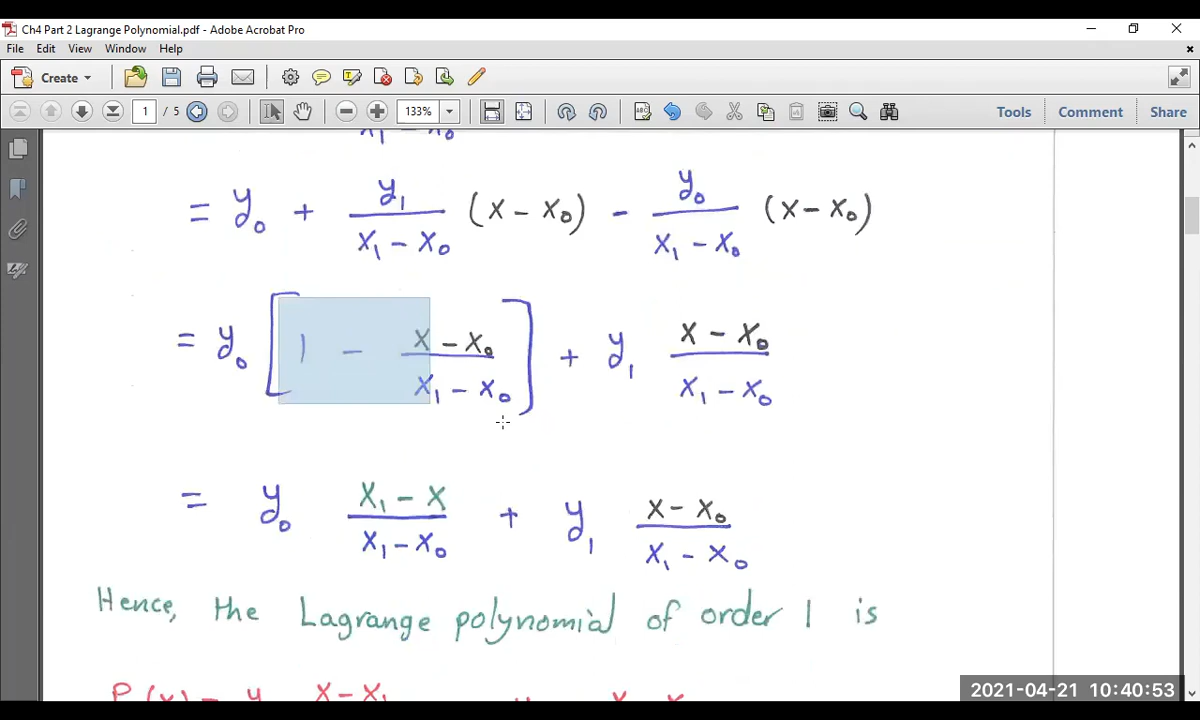 Ch4 Part 2 Lagrange Polynomial.pdf - Adobe Acrobat Pro
File Edit View Window Help
Create
1 / 5 133% Tools Comment Share
x₁ - x₀
= y₀ + y₁/(x₁ - x₀) (x - x₀) - y₀/(x₁ - x₀) (x - x₀)
= y₀ [1 - (x - x₀)/(x₁ - x₀)] + y₁ (x - x₀)/(x₁ - x₀)
= y₀ (x₁ - x)/(x₁ - x₀) + y₁ (x - x₀)/(x₁ - x₀)
Hence, the Lagrange polynomial of order 1 is
P (x) = y x - x₁
2021-04-21 10:40:53